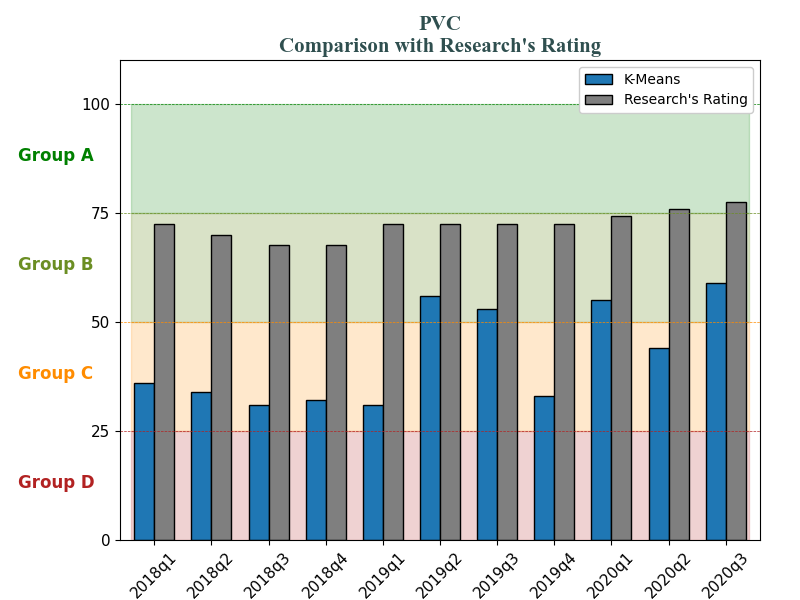 PVC
Comparison with Research's Rating
K-Means
Research's Rating
100
Group A
75
Group B
50
Group C
25
Group D
0
2018q1 2018q2 2018q3 2018q4 2019q1 2019q2 2019q3 2019q4 2020q1 2020q2 2020q3